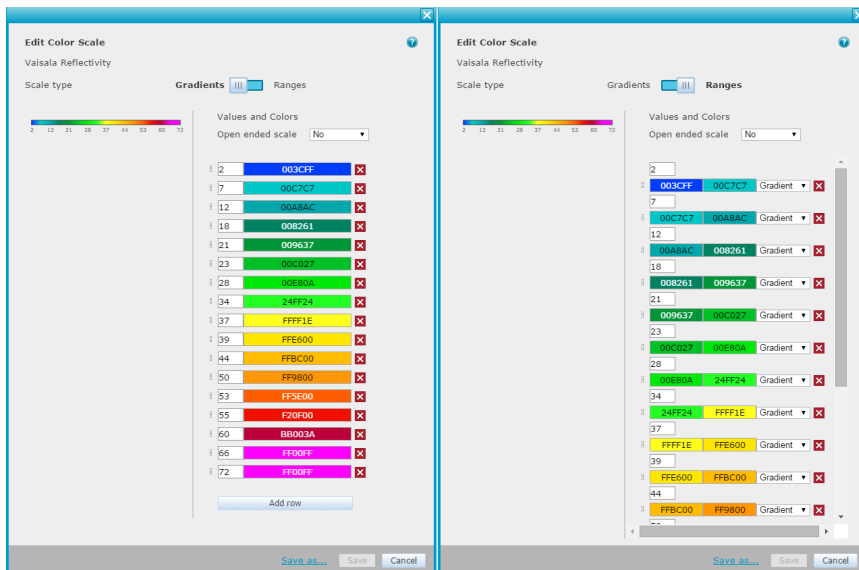 Edit Color Scale
Vaisala Reflectivity
Scale type Gradients Ranges
2 12 21 28 37 44 53 60 72
Values and Colors
Open ended scale No
2 003CFF
7 00C7C7
12 00A8AC
18 008261
21 009637
23 00C027
28 00E80A
34 24FF24
37 FFFF1E
39 FFE600
44 FFBC00
50 FF9800
53 FF5E00
55 F20F00
60 BB003A
66 FF00FF
72 FF00FF
Add row
Save as... Save Cancel
Edit Color Scale
Vaisala Reflectivity
Scale type Gradients Ranges
2 12 21 28 37 44 53 60 72
Values and Colors
Open ended scale No
2
003CFF 00C7C7 Gradient
7
00C7C7 00A8AC Gradient
12
00A8AC 008261 Gradient
18
008261 009637 Gradient
21
009637 00C027 Gradient
23
00C027 00E80A Gradient
28
00E80A 24FF24 Gradient
34
24FF24 FFFF1E Gradient
37
FFFF1E FFE600 Gradient
39
FFE600 FFBC00 Gradient
44
FFBC00 FF9800 Gradient
Save as... Save Cancel